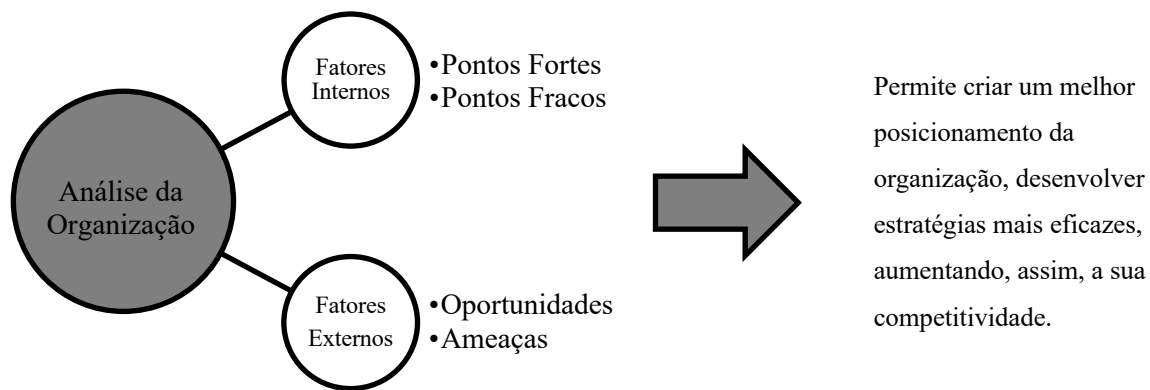 Análise da
Organização
Fatores
Internos
•Pontos Fortes
•Pontos Fracos
Fatores
Externos
•Oportunidades
•Ameaças
Permite criar um melhor
posicionamento da
organização, desenvolver
estratégias mais eficazes,
aumentando, assim, a sua
competitividade.